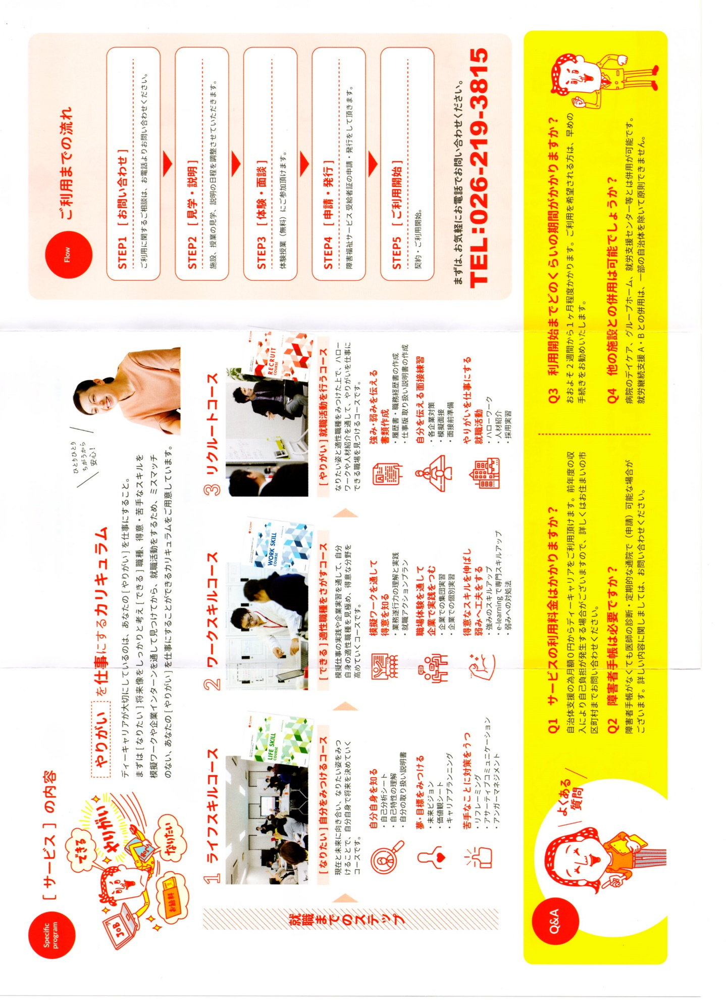 Specific
program
[ サービス ] の内容
できる
やりがい
なりたい
お給料
JOB
JOB
やりがい を仕事にするカリキュラム
ディーキャリアが大切にしているのは、あなたの [ やりがい ] を仕事にすること。
まずは [ なりたい ] 将来像をしっかりと考え [ できる ] 職種、得意・苦手なスキルを
模擬ワークや企業インターンを通して見つけてから、就職活動をするため、ミスマッチ
のない、あなたの [ やりがい ] を仕事にすることができるカリキュラムをご用意しています。
ひとりひとり
ちがうから
安心!
就職までのステップ
1 ライフスキルコース
LIFE SKILL
COURSE
[ なりたい ] 自分をみつけるコース
現在と未来に向き合い、なりたい姿をみつ
けることで、自分自身で将来を決めていく
コースです。
自分自身を知る
・自己分析シート
・自己特性の理解
・自分の取り扱い説明書
夢・目標をみつける
・未来ビジョン
・価値観シート
・キャリアプランニング
苦手なことに対策をうつ
・リフレーミング
・アサーティブコミュニケーション
・アンガーマネジメント
2 ワークスキルコース
WORK SKILL
COURSE
[ できる ] 適性職種をさがすコース
模擬仕事の実践や企業実習を通して、自分
自身の適性職種を見極め、得意な分野を
高めていくコースです。
模擬ワークを通して
得意を知る
・業務遂行力の理解と実践
・就職アクションプラン
職場体験を通して
企業で実践をつむ
・企業での集団実習
・企業での個別実習
得意なスキルを伸ばし
弱みへ工夫をする
・強みのスキルアップ
・e-learning で専門スキルアップ
・弱みへの対処法
3 リクルートコース
RECRUIT
COURSE
[ やりがい ] 就職活動を行うコース
なりたい姿と適性職種をみつけた上で、ハロー
ワークや人材紹介を通して、やりがいを仕事に
できる職場を見つけるコースです。
強み・弱みを伝える
書類作成
・履歴書・職務経歴書の作成
・仕事版 取り扱い説明書の作成
自分を伝える面接練習
・各企業対策
・模擬面接
・面接前準備
やりがいを仕事にする
就職活動
・ハローワーク
・人材紹介
・採用実習
Flow
ご利用までの流れ
STEP1 [ お問い合わせ ]
ご利用に関するご相談は、お電話よりお問い合わせください。
STEP2 [ 見学・説明 ]
施設、授業の見学、説明の日程を調整させていただきます。
STEP3 [ 体験・面談 ]
体験授業（無料）にご参加頂けます。
STEP4 [ 申請・発行 ]
障害福祉サービス受給者証の申請・発行をして頂きます。
STEP5 [ ご利用開始 ]
契約・ご利用開始。
まずは、お気軽にお電話でお問い合わせください。
TEL:026-219-3815
Q&A
よくある
質問
Q1 サービスの利用料金はかかりますか？
自治体支援の為月額０円からディーキャリアをご利用頂けます。前年度の収
入により自己負担が発生する場合がございますので、詳しくはお住まいの市
区町村までお問い合わせください。
Q2 障害者手帳は必要ですか？
障害者手帳がなくても医師の診断・定期的な通院で（申請）可能な場合が
ございます。詳しい内容に関しましては、お問い合わせください。
Q3 利用開始までどのくらいの期間がかかりますか？
おおよそ２週間から１ヶ月程度かかります。ご利用を希望される方は、早めの
手続きをお勧めいたします。
Q4 他の施設との併用は可能でしょうか？
病院のデイケア、グループホーム、就労支援センター等とは併用が可能です。
就労継続支援Ａ・Ｂとの併用は、一部の自治体を除いて原則できません。